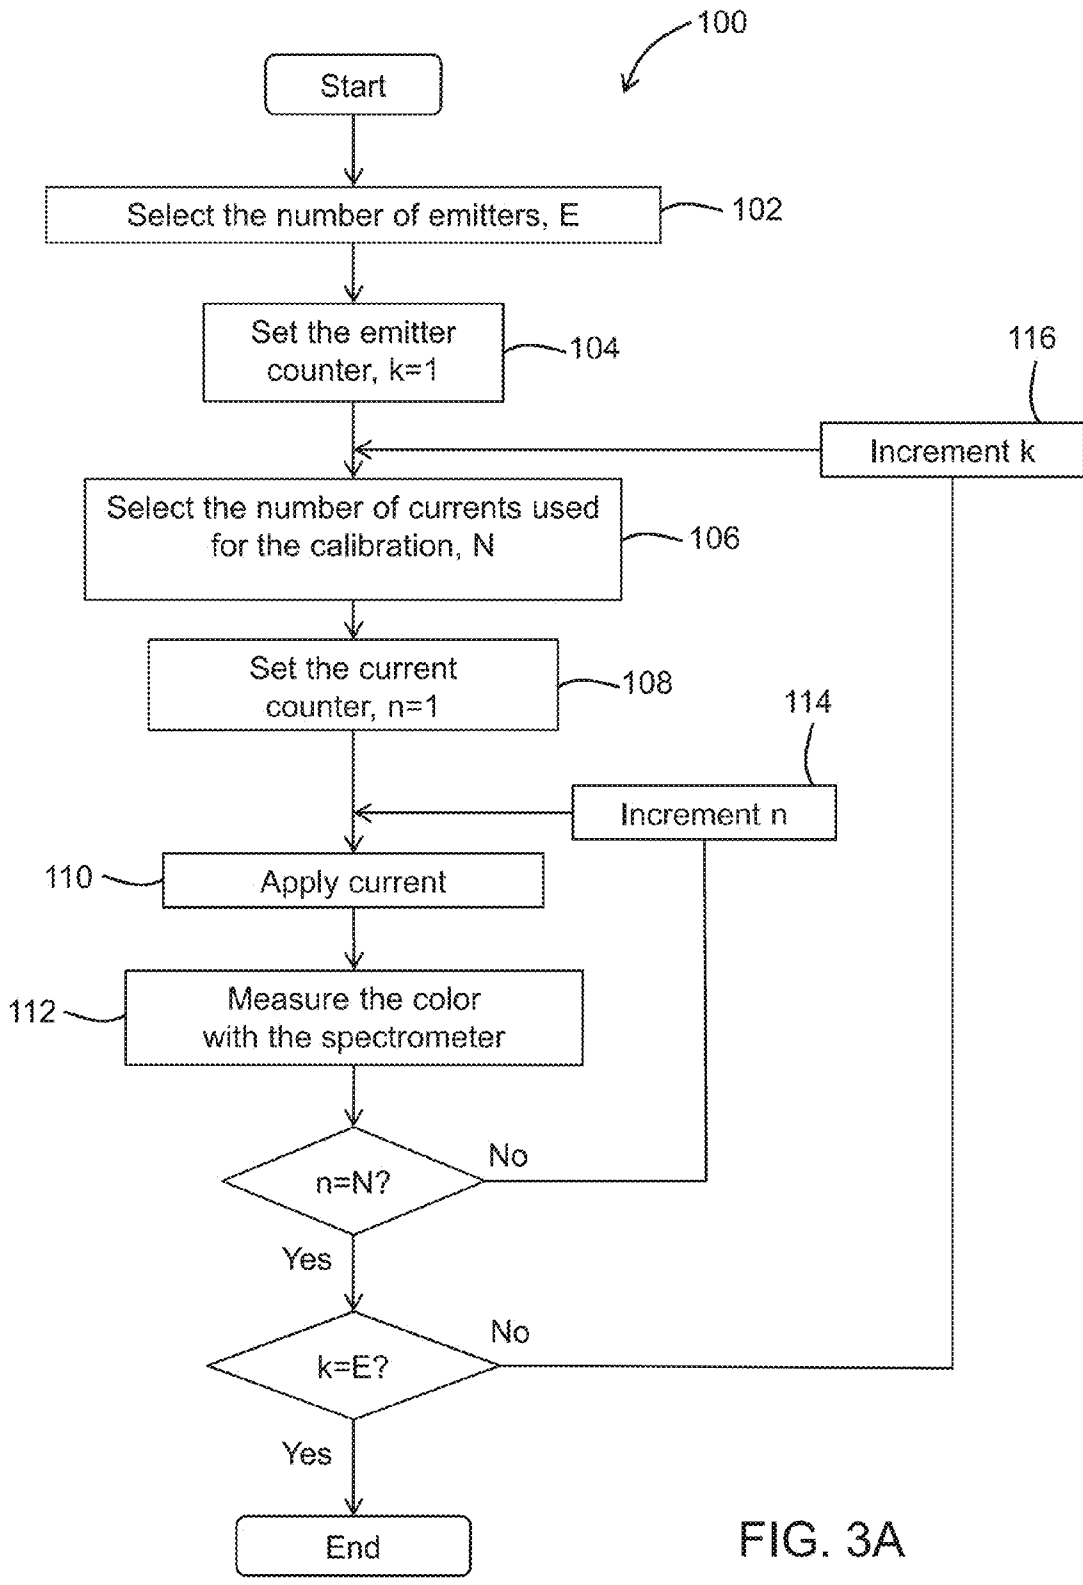 100
Start
Select the number of emitters, E
102
Set the emitter
counter, k=1
104
116
Increment k
Select the number of currents used
for the calibration, N
106
Set the current
counter, n=1
108
114
Increment n
110
Apply current
112
Measure the color
with the spectrometer
n=N?
No
Yes
k=E?
No
Yes
End
FIG. 3A